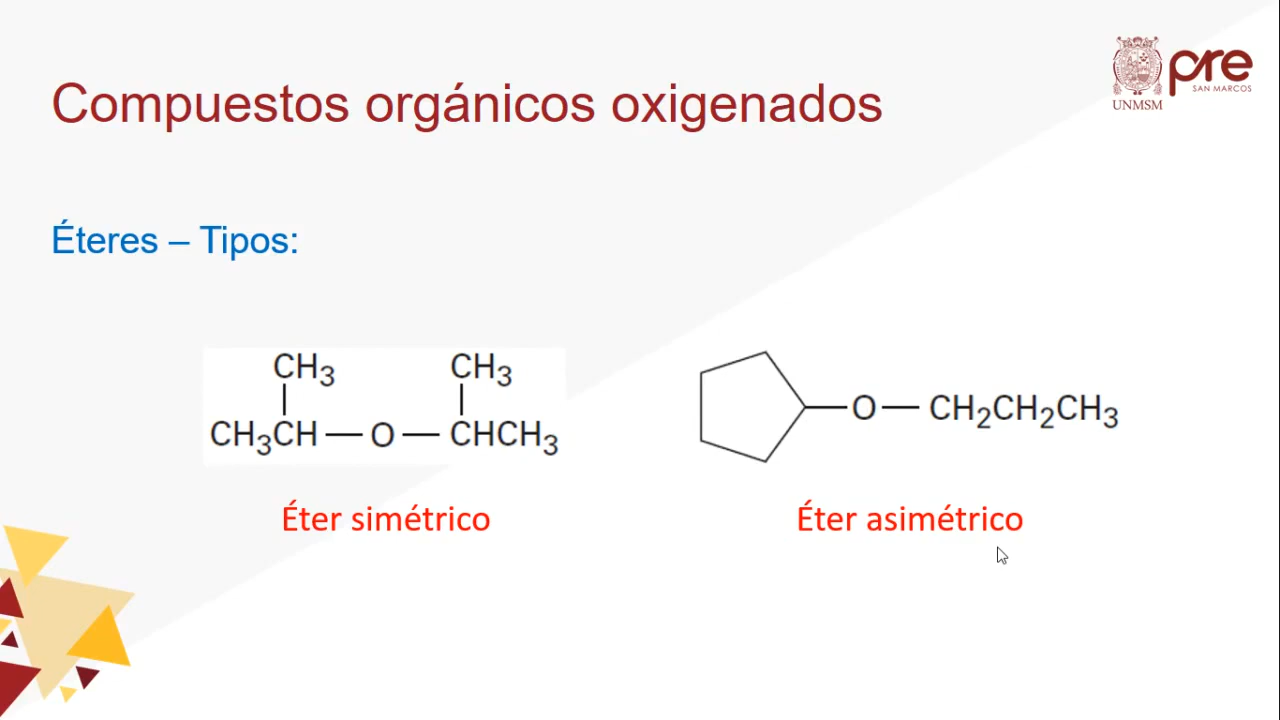 Compuestos orgánicos oxigenados
UNMSM
pre
SAN MARCOS
Éteres – Tipos:
CH₃ CH₃
CH₃CH — O — CHCH₃
O — CH₂CH₂CH₃
Éter simétrico
Éter asimétrico